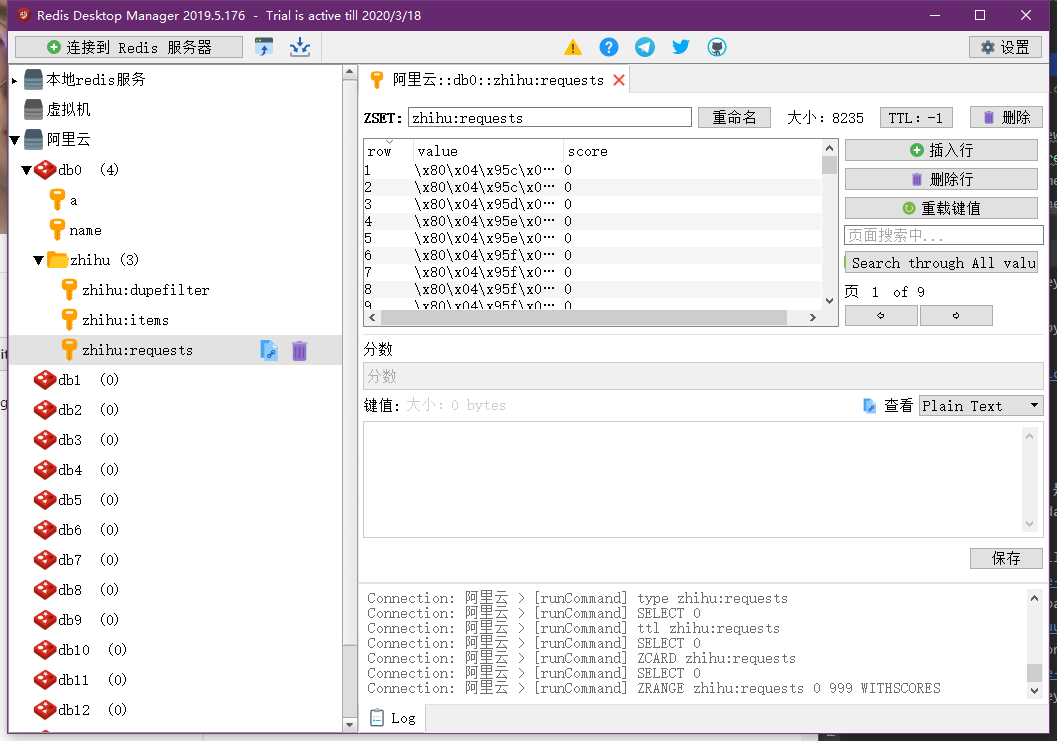 Redis Desktop Manager 2019.5.176 - Trial is active till 2020/3/18
连接到 Redis 服务器
设置
本地redis服务
虚拟机
阿里云
db0 (4)
a
name
zhihu (3)
zhihu:dupefilter
zhihu:items
zhihu:requests
db1 (0)
db2 (0)
db3 (0)
db4 (0)
db5 (0)
db6 (0)
db7 (0)
db8 (0)
db9 (0)
db10 (0)
db11 (0)
db12 (0)
阿里云::db0::zhihu:requests
ZSET: zhihu:requests 重命名 大小: 8235 TTL: -1 删除
row value score
1 \x80\x04\x95c\x0… 0
2 \x80\x04\x95c\x0… 0
3 \x80\x04\x95d\x0… 0
4 \x80\x04\x95e\x0… 0
5 \x80\x04\x95e\x0… 0
6 \x80\x04\x95f\x0… 0
7 \x80\x04\x95f\x0… 0
8 \x80\x04\x95f\x0… 0
9 \x80\x04\x95f\x0… 0
插入行
删除行
重载键值
页面搜索中...
Search through All valu
页 1 of 9
分数
分数
键值: 大小: 0 bytes
查看 Plain Text
保存
Connection: 阿里云 > [runCommand] type zhihu:requests
Connection: 阿里云 > [runCommand] SELECT 0
Connection: 阿里云 > [runCommand] ttl zhihu:requests
Connection: 阿里云 > [runCommand] SELECT 0
Connection: 阿里云 > [runCommand] ZCARD zhihu:requests
Connection: 阿里云 > [runCommand] SELECT 0
Connection: 阿里云 > [runCommand] ZRANGE zhihu:requests 0 999 WITHSCORES
Log